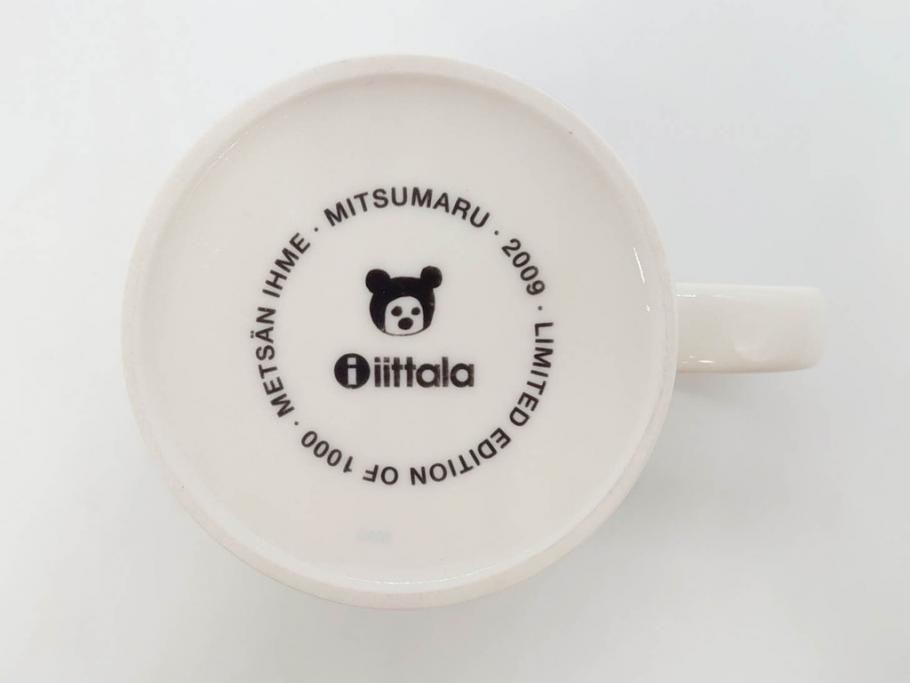 METSÄN IHME · MITSUMARU · 2009 · LIMITED EDITION OF 1000 ·
i iittala